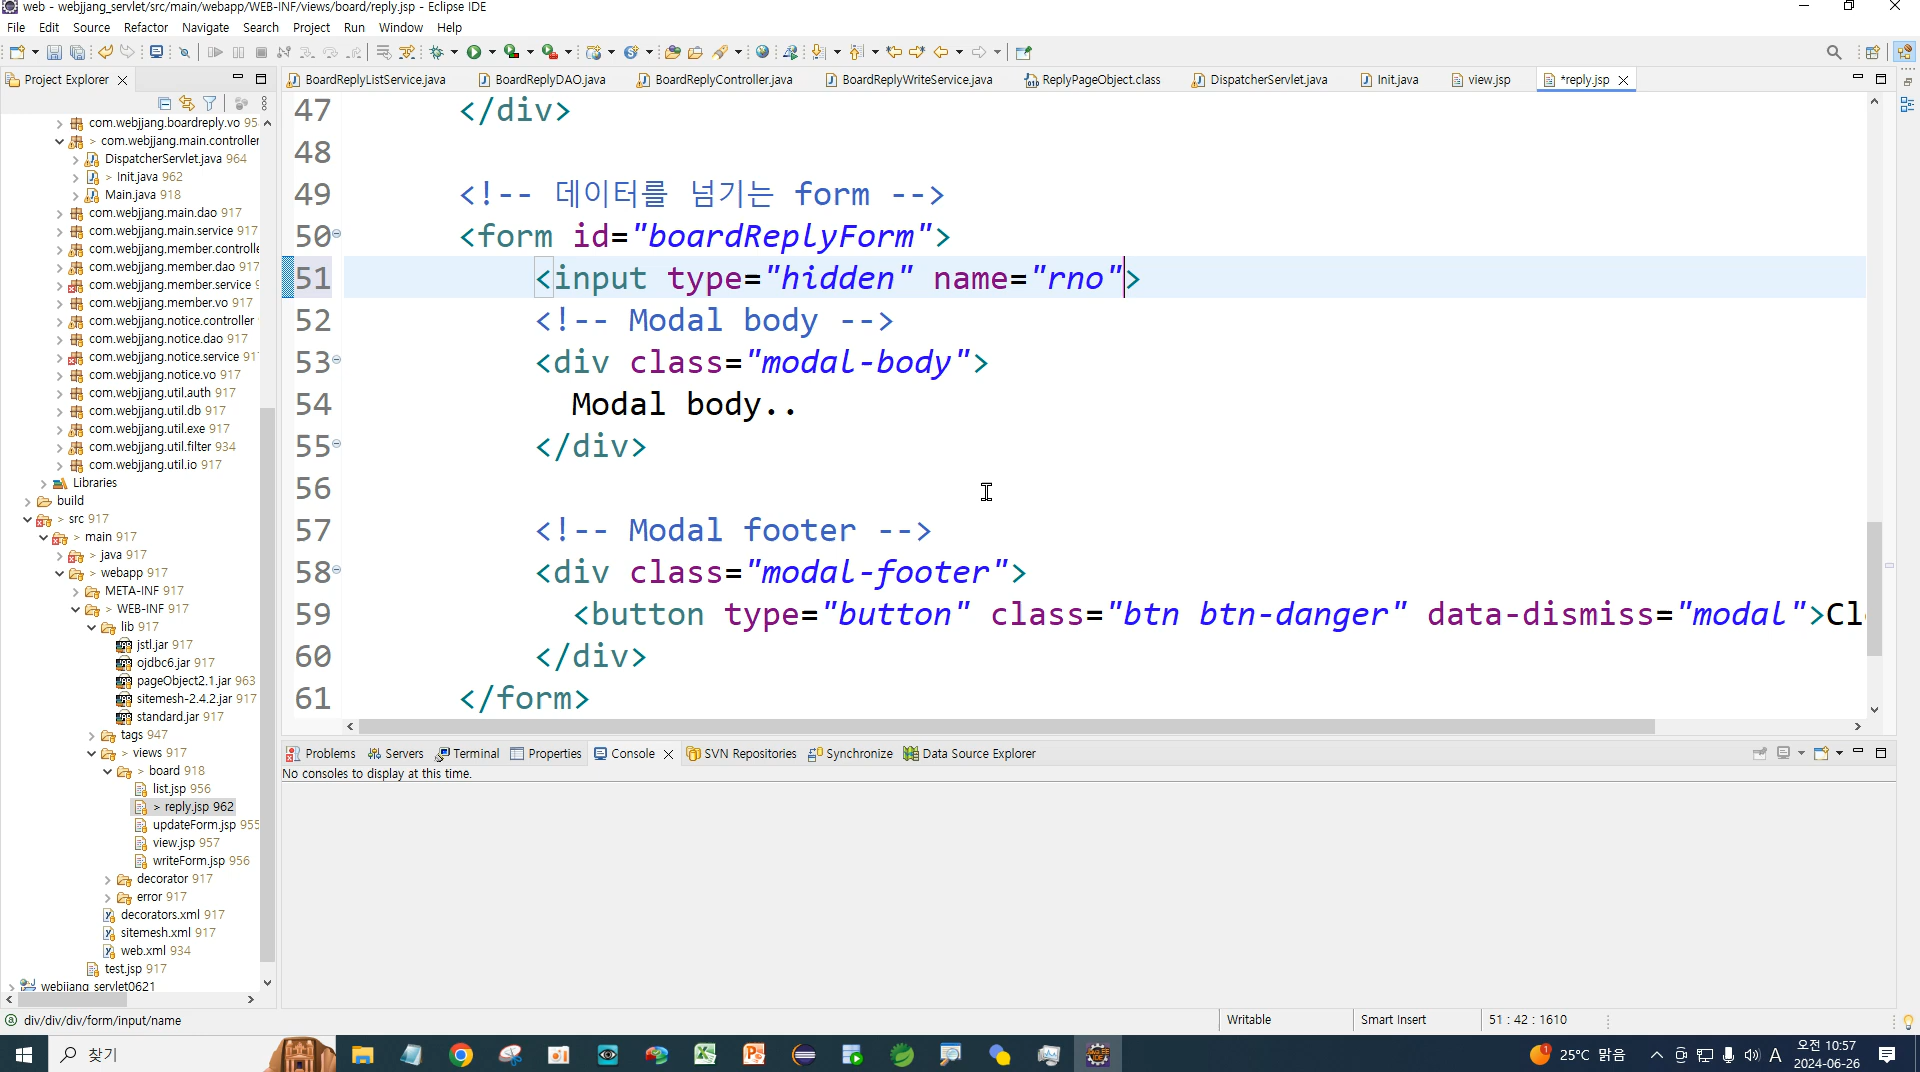 web - webjjang_servlet/src/main/webapp/WEB-INF/views/board/reply.jsp - Eclipse IDE
File Edit Source Refactor Navigate Search Project Run Window Help
Project Explorer
BoardReplyListService.java BoardReplyDAO.java BoardReplyController.java BoardReplyWriteService.java ReplyPageObject.class DispatcherServlet.java Init.java view.jsp *reply.jsp
com.webjjang.boardreply.vo 95
> com.webjjang.main.controller
DispatcherServlet.java 964
> Init.java 962
Main.java 918
com.webjjang.main.dao 917
com.webjjang.main.service 917
com.webjjang.member.controlle
com.webjjang.member.dao 917
com.webjjang.member.service 9
com.webjjang.member.vo 917
com.webjjang.notice.controller
com.webjjang.notice.dao 917
com.webjjang.notice.service 917
com.webjjang.notice.vo 917
com.webjjang.util.auth 917
com.webjjang.util.db 917
com.webjjang.util.exe 917
com.webjjang.util.filter 934
com.webjjang.util.io 917
Libraries
build
> src 917
> main 917
> java 917
> webapp 917
META-INF 917
> WEB-INF 917
lib 917
jstl.jar 917
ojdbc6.jar 917
pageObject2.1.jar 963
sitemesh-2.4.2.jar 917
standard.jar 917
tags 947
> views 917
> board 918
list.jsp 956
> reply.jsp 962
updateForm.jsp 955
view.jsp 957
writeForm.jsp 956
decorator 917
error 917
decorators.xml 917
sitemesh.xml 917
web.xml 934
test.jsp 917
webjjang_servlet0621
47 </div>
48
49 <!-- 데이터를 넘기는 form -->
50 <form id="boardReplyForm">
51 <input type="hidden" name="rno">
52 <!-- Modal body -->
53 <div class="modal-body">
54 Modal body..
55 </div>
56
57 <!-- Modal footer -->
58 <div class="modal-footer">
59 <button type="button" class="btn btn-danger" data-dismiss="modal">Cl
60 </div>
61 </form>
Problems Servers Terminal Properties Console SVN Repositories Synchronize Data Source Explorer
No consoles to display at this time.
div/div/div/form/input/name Writable Smart Insert 51 : 42 : 1610
찾기
25°C 맑음 A 오전 10:57
2024-06-26